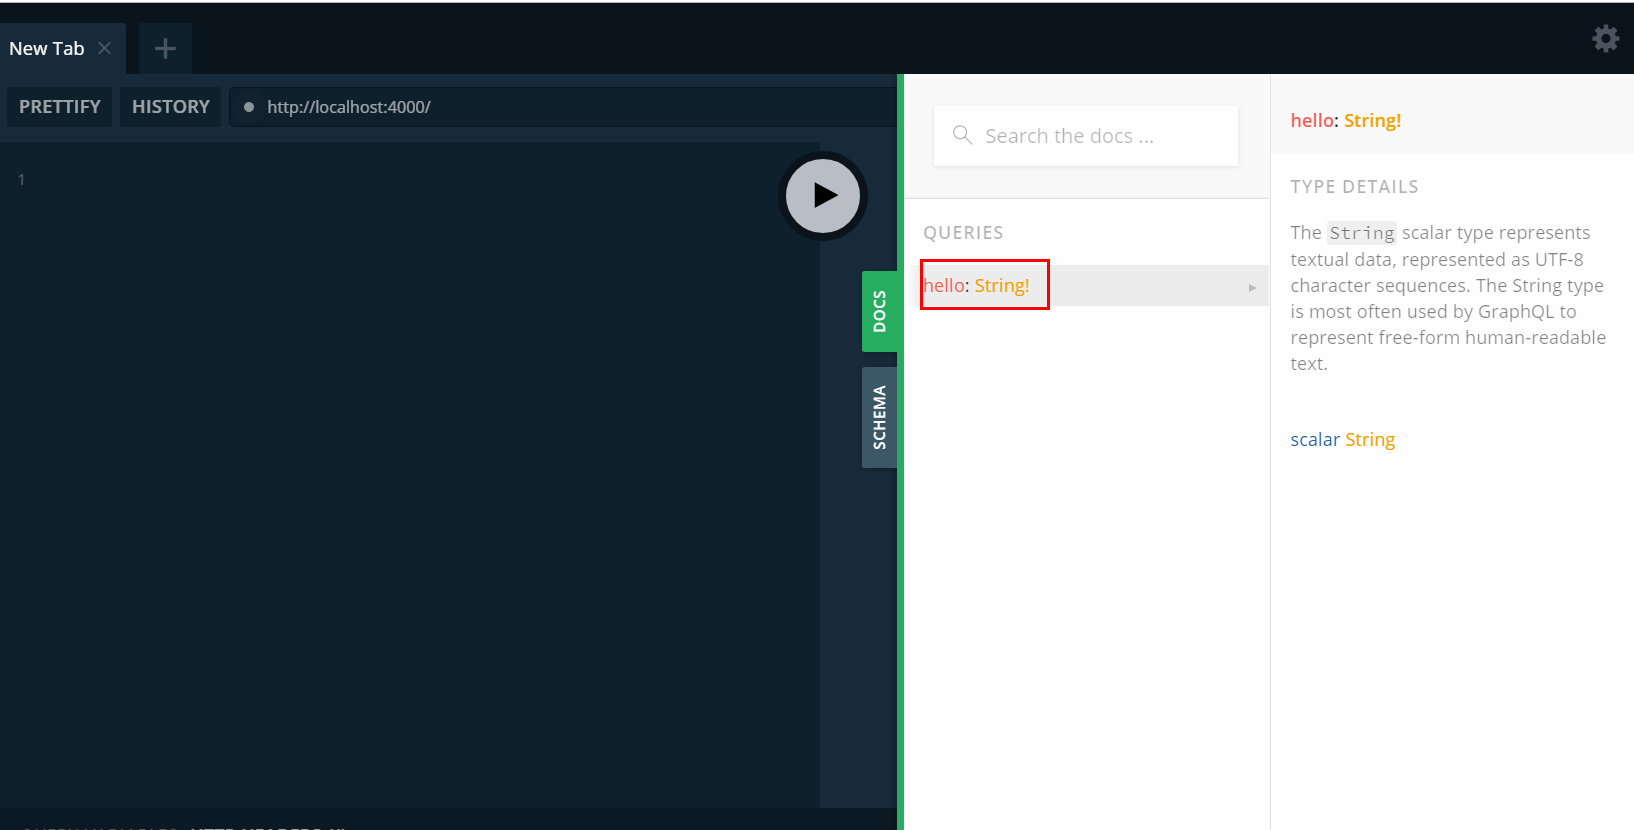 New Tab
PRETTIFY
HISTORY
http://localhost:4000/
1
DOCS
SCHEMA
Search the docs ...
QUERIES
hello: String!
hello: String!
TYPE DETAILS
The String scalar type represents
textual data, represented as UTF-8
character sequences. The String type
is most often used by GraphQL to
represent free-form human-readable
text.
scalar String